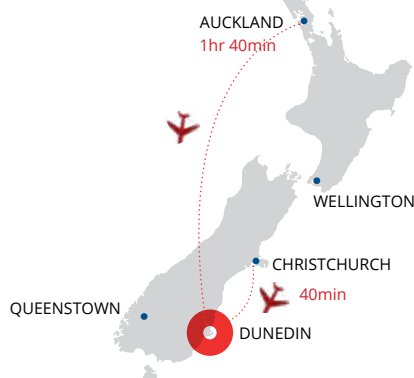 AUCKLAND
1hr 40min
WELLINGTON
CHRISTCHURCH
40min
QUEENSTOWN
DUNEDIN